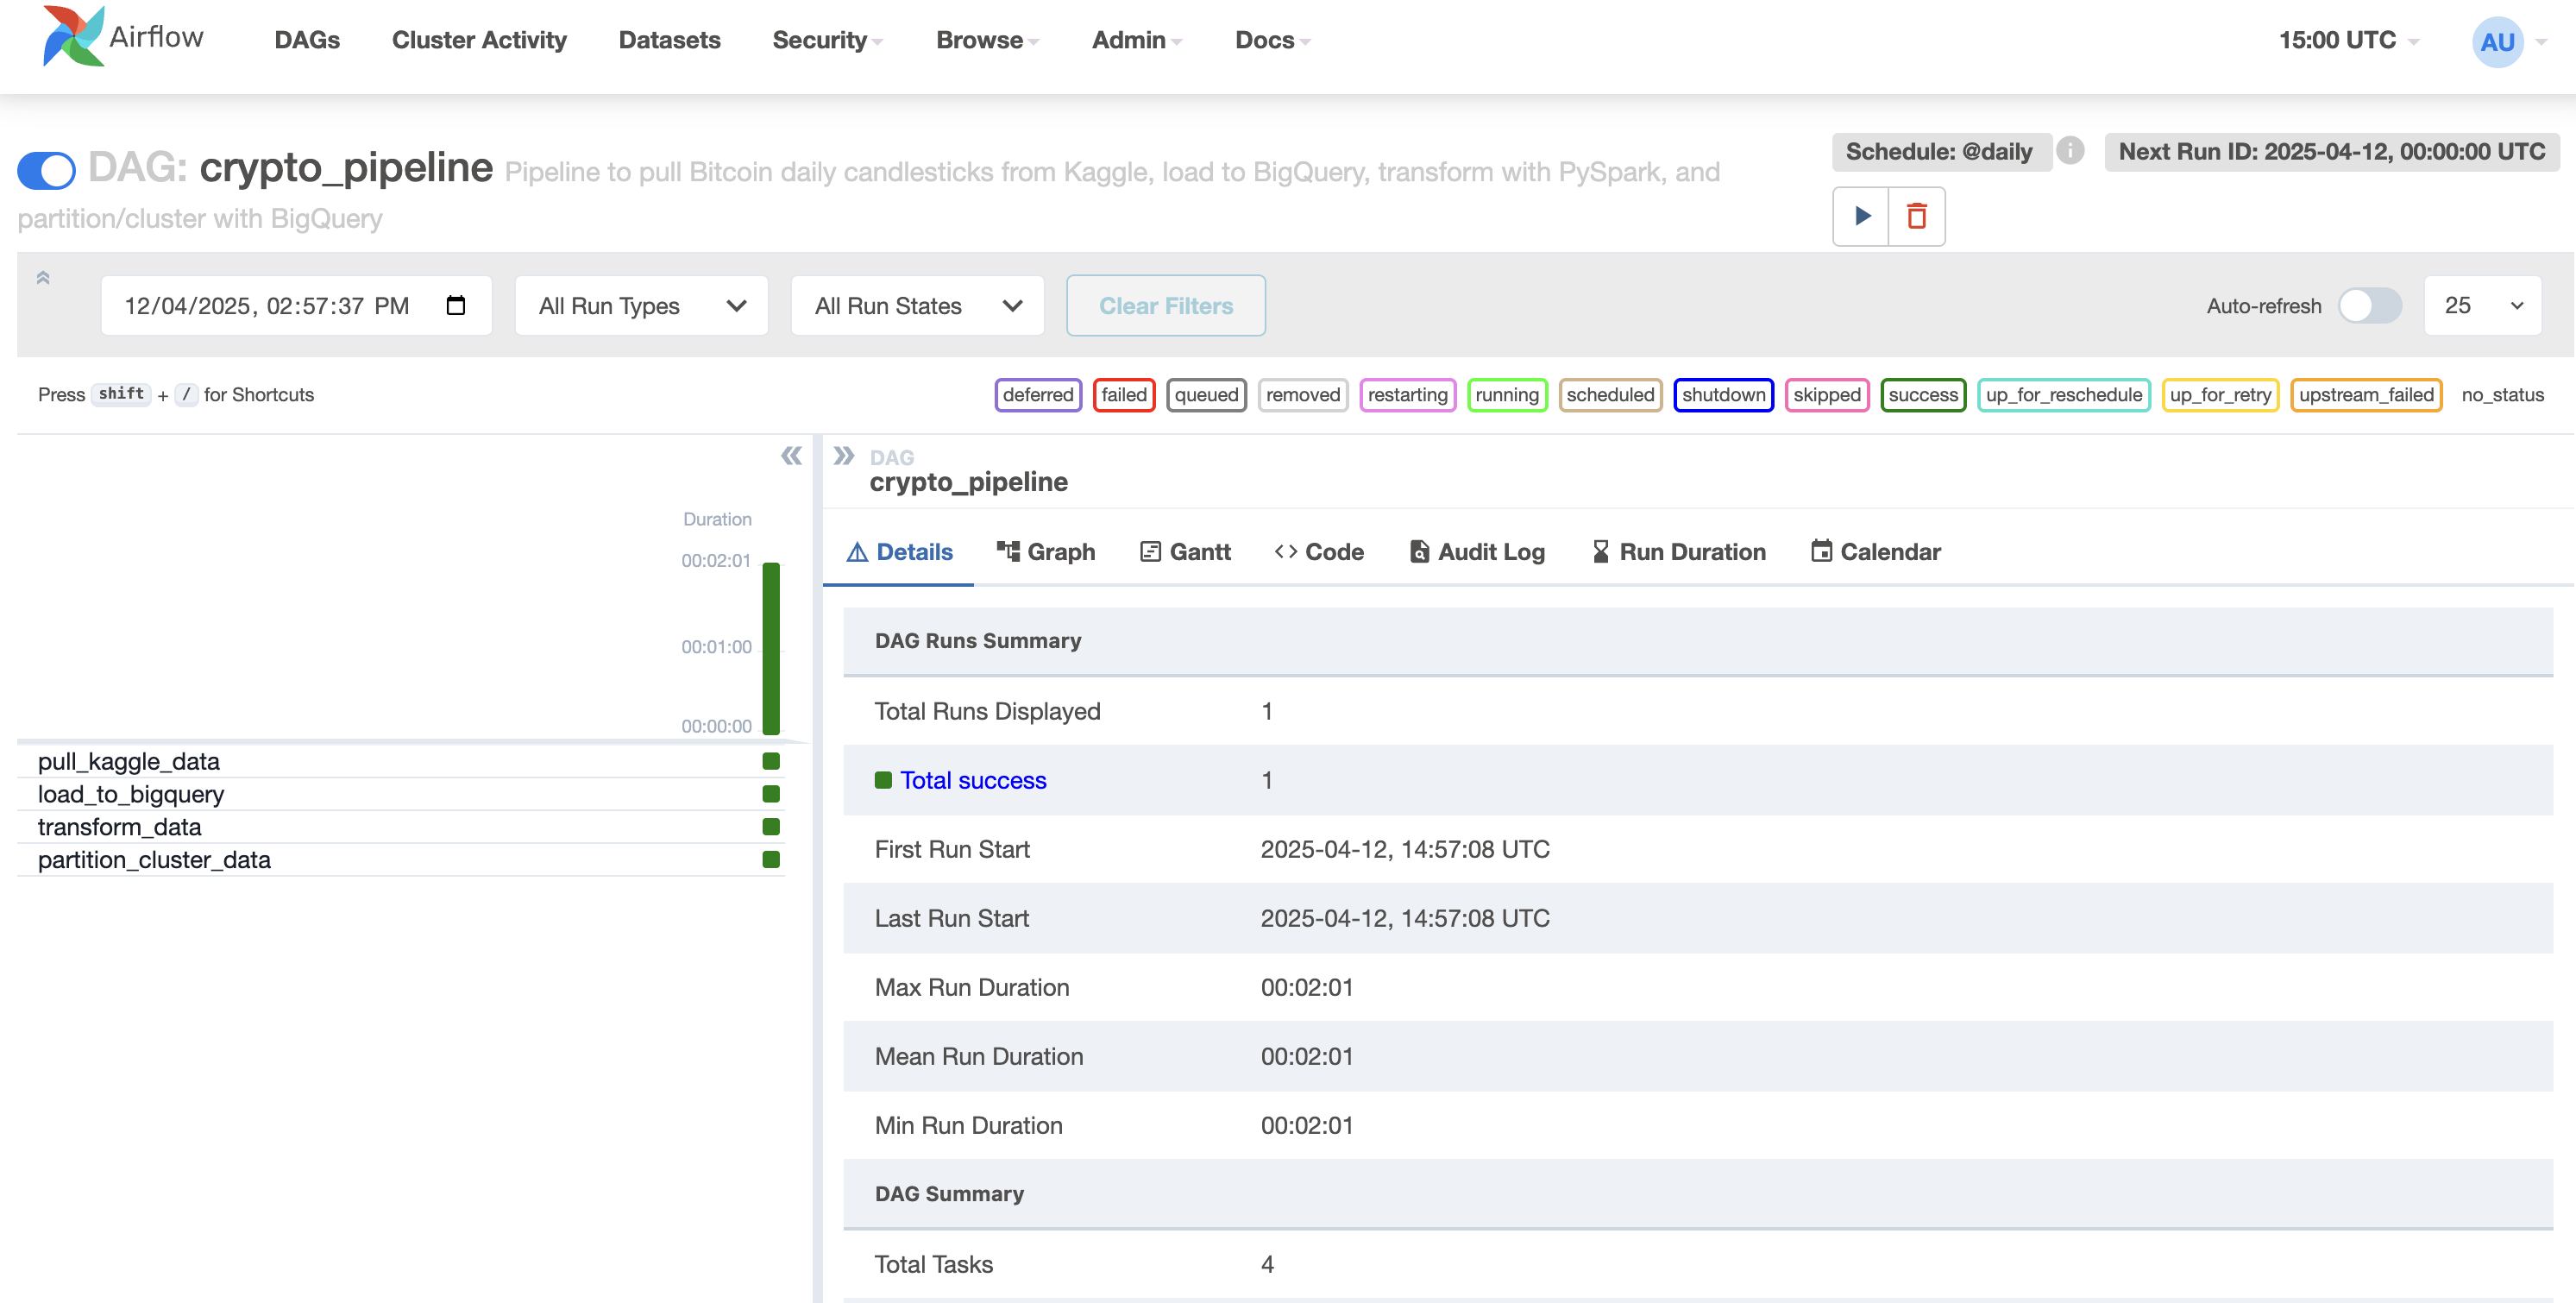 Airflow DAGs Cluster Activity Datasets Security Browse Admin Docs 15:00 UTC AU
DAG: crypto_pipeline Pipeline to pull Bitcoin daily candlesticks from Kaggle, load to BigQuery, transform with PySpark, and
partition/cluster with BigQuery
Schedule: @daily i Next Run ID: 2025-04-12, 00:00:00 UTC
12/04/2025, 02:57:37 PM All Run Types All Run States Clear Filters Auto-refresh 25
Press shift + / for Shortcuts deferred failed queued removed restarting running scheduled shutdown skipped success up_for_reschedule up_for_retry upstream_failed no_status
Duration
00:02:01
00:01:00
00:00:00
pull_kaggle_data
load_to_bigquery
transform_data
partition_cluster_data
DAG
crypto_pipeline
Details Graph Gantt Code Audit Log Run Duration Calendar
DAG Runs Summary
Total Runs Displayed 1
Total success 1
First Run Start 2025-04-12, 14:57:08 UTC
Last Run Start 2025-04-12, 14:57:08 UTC
Max Run Duration 00:02:01
Mean Run Duration 00:02:01
Min Run Duration 00:02:01
DAG Summary
Total Tasks 4